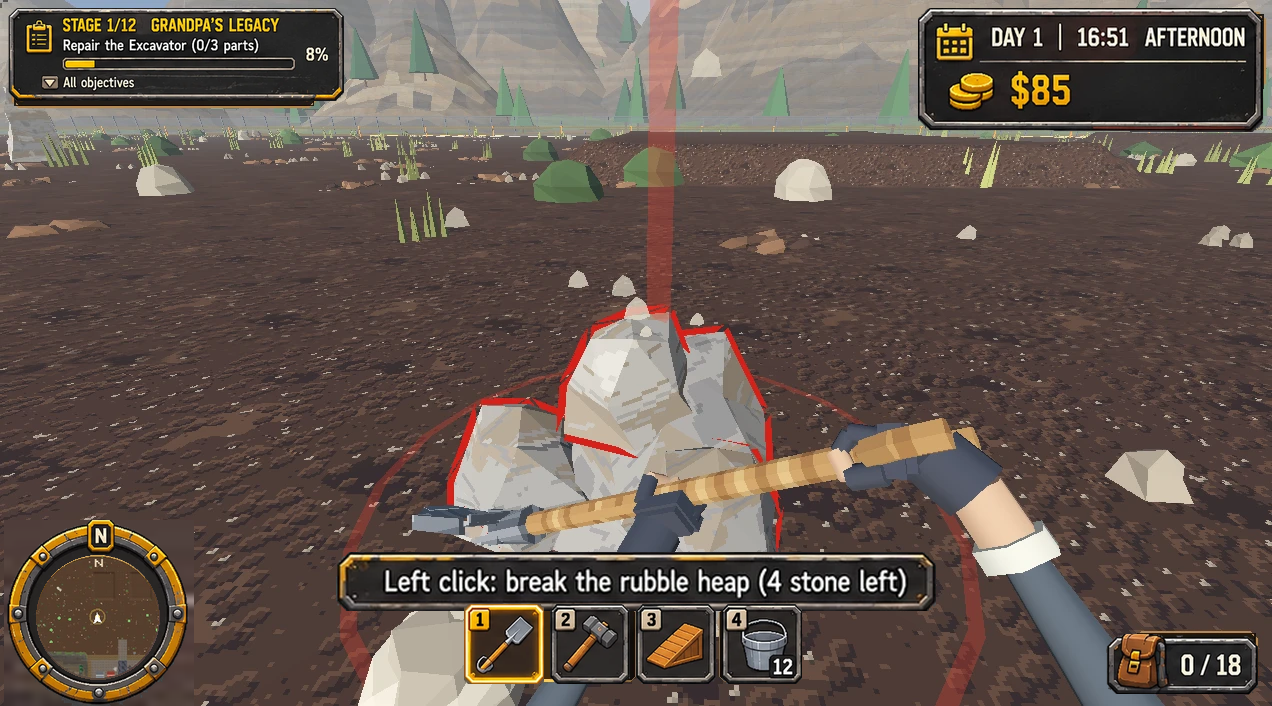 STAGE 1/12 GRANDPA'S LEGACY
Repair the Excavator (0/3 parts)
8%
All objectives
DAY 1 | 16:51 AFTERNOON
$85
N
N
Left click: break the rubble heap (4 stone left)
1
2
3
4
12
0 / 18